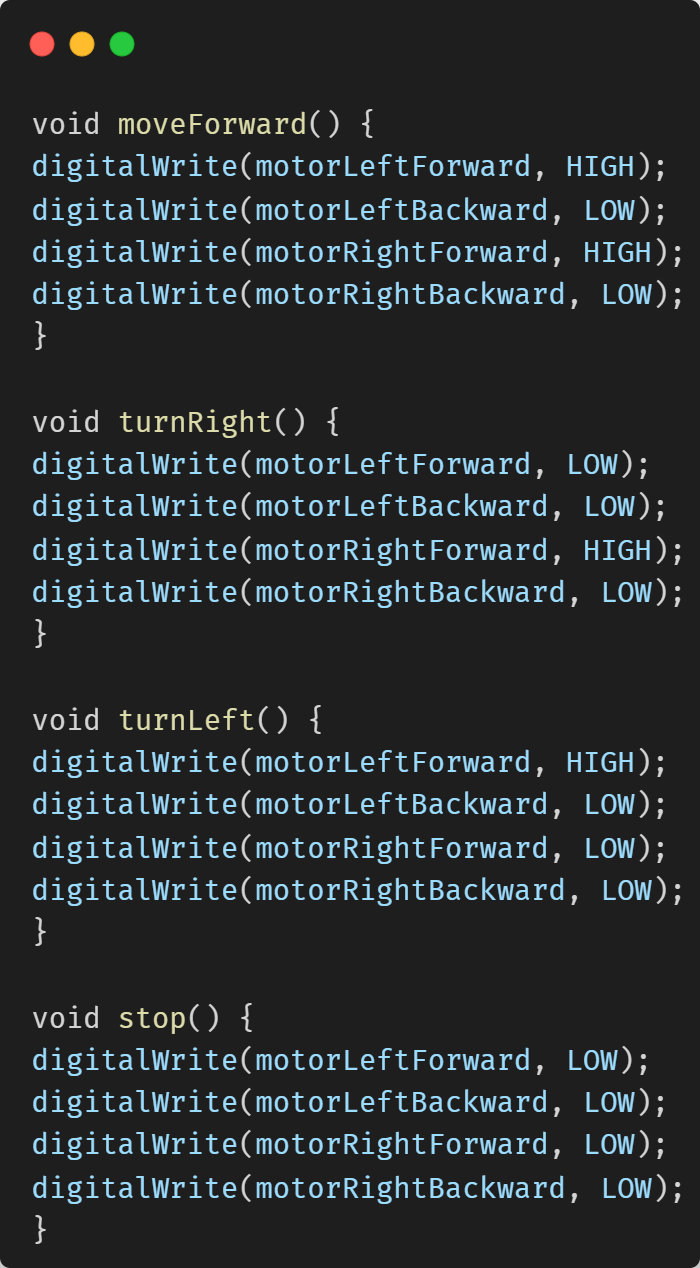 void moveForward() {
digitalWrite(motorLeftForward, HIGH);
digitalWrite(motorLeftBackward, LOW);
digitalWrite(motorRightForward, HIGH);
digitalWrite(motorRightBackward, LOW);
}
void turnRight() {
digitalWrite(motorLeftForward, LOW);
digitalWrite(motorLeftBackward, LOW);
digitalWrite(motorRightForward, HIGH);
digitalWrite(motorRightBackward, LOW);
}
void turnLeft() {
digitalWrite(motorLeftForward, HIGH);
digitalWrite(motorLeftBackward, LOW);
digitalWrite(motorRightForward, LOW);
digitalWrite(motorRightBackward, LOW);
}
void stop() {
digitalWrite(motorLeftForward, LOW);
digitalWrite(motorLeftBackward, LOW);
digitalWrite(motorRightForward, LOW);
digitalWrite(motorRightBackward, LOW);
}